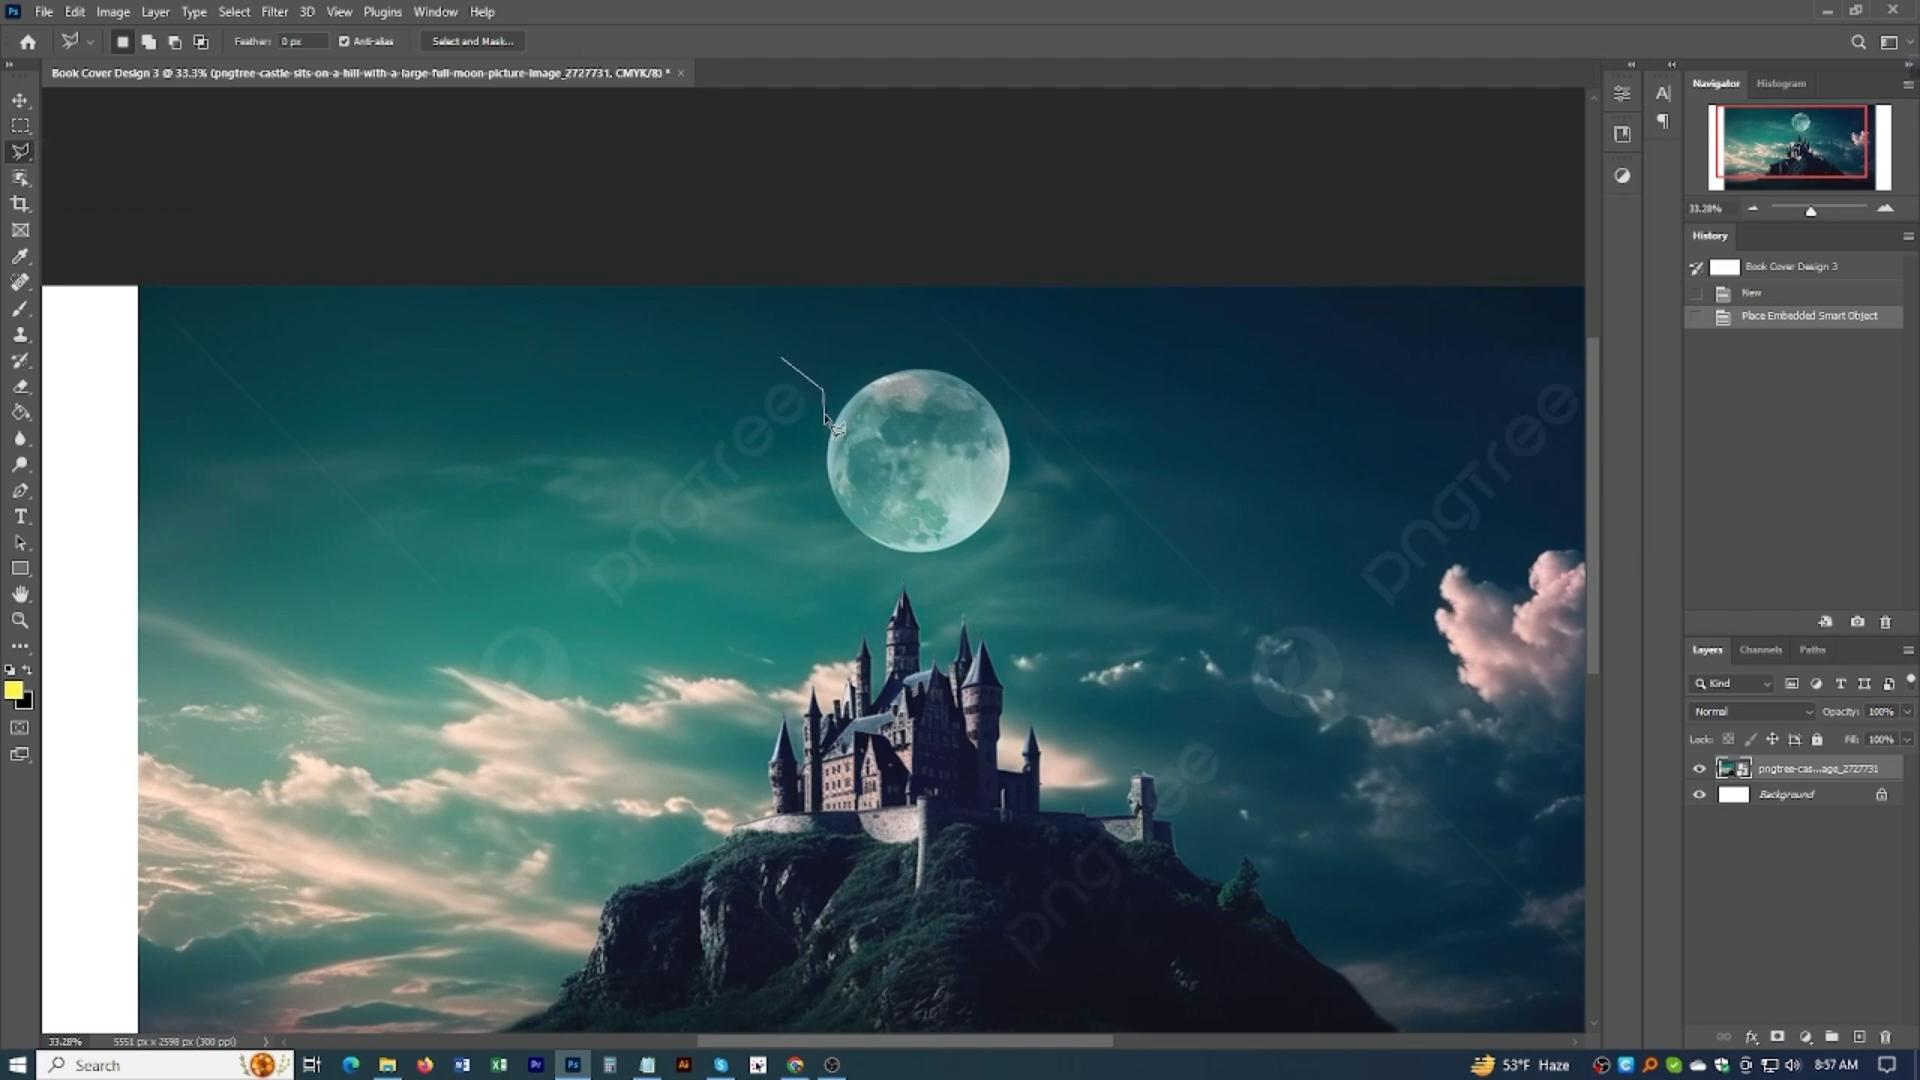 Ps File Edit Image Layer Type Select Filter 3D View Plugins Window Help
Feather: 0 px Anti-alias Select and Mask...
Book Cover Design 3 @ 33.3% (pngtree-castle-sits-on-a-hill-with-a-large-full-moon-picture-image_2727731, CMYK/8) * ×
Navigator Histogram
33.28%
History
Book Cover Design 3
New
Place Embedded Smart Object
pngtree
pngtree
pngtree
Layers Channels Paths
Kind
Normal Opacity: 100%
Lock: Fill: 100%
pngtree-cas...age_2727731
Background
33.28% 5551 px x 2598 px (300 ppi)
Search
53°F Haze
8:57 AM